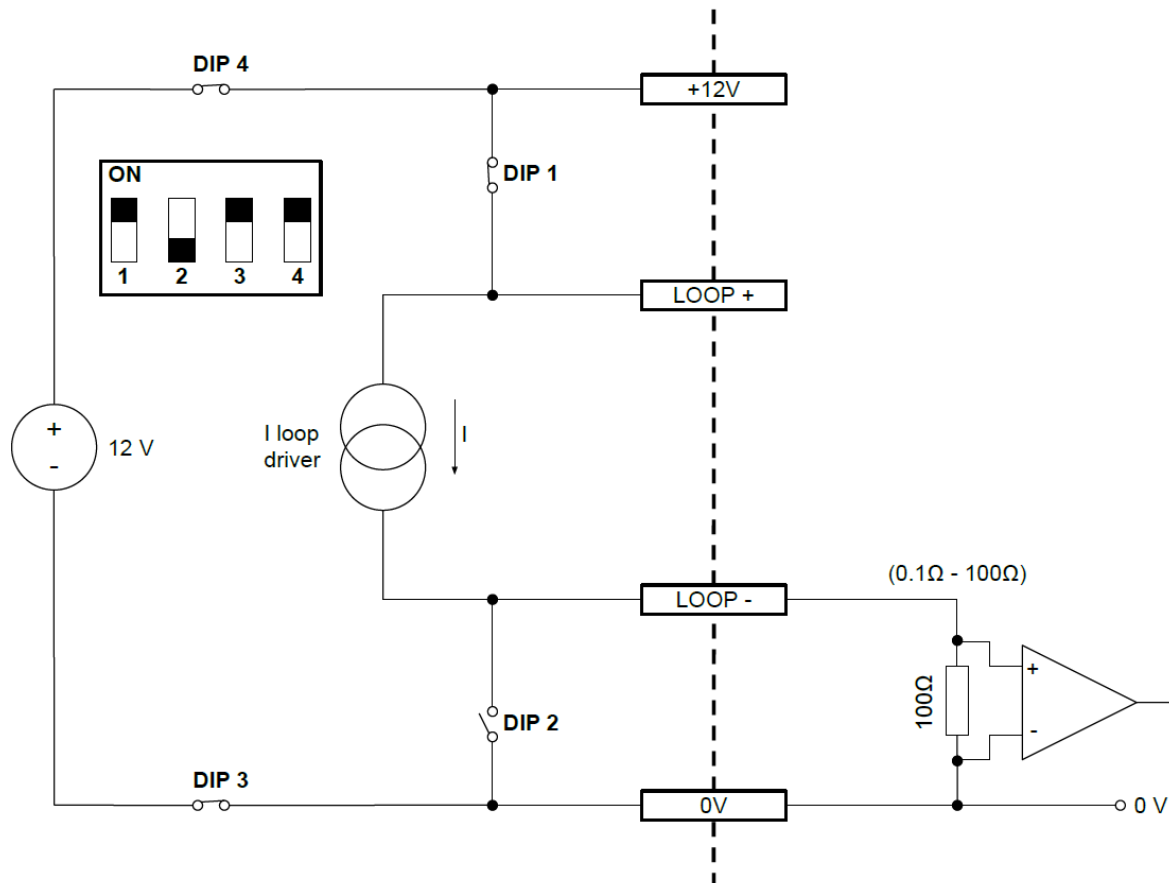 DIP 4
+12V
ON
1 2 3 4
DIP 1
LOOP +
+
-
12 V
I loop
driver
I
(0.1Ω - 100Ω)
LOOP -
100Ω
+
-
DIP 2
DIP 3
0V
0 V